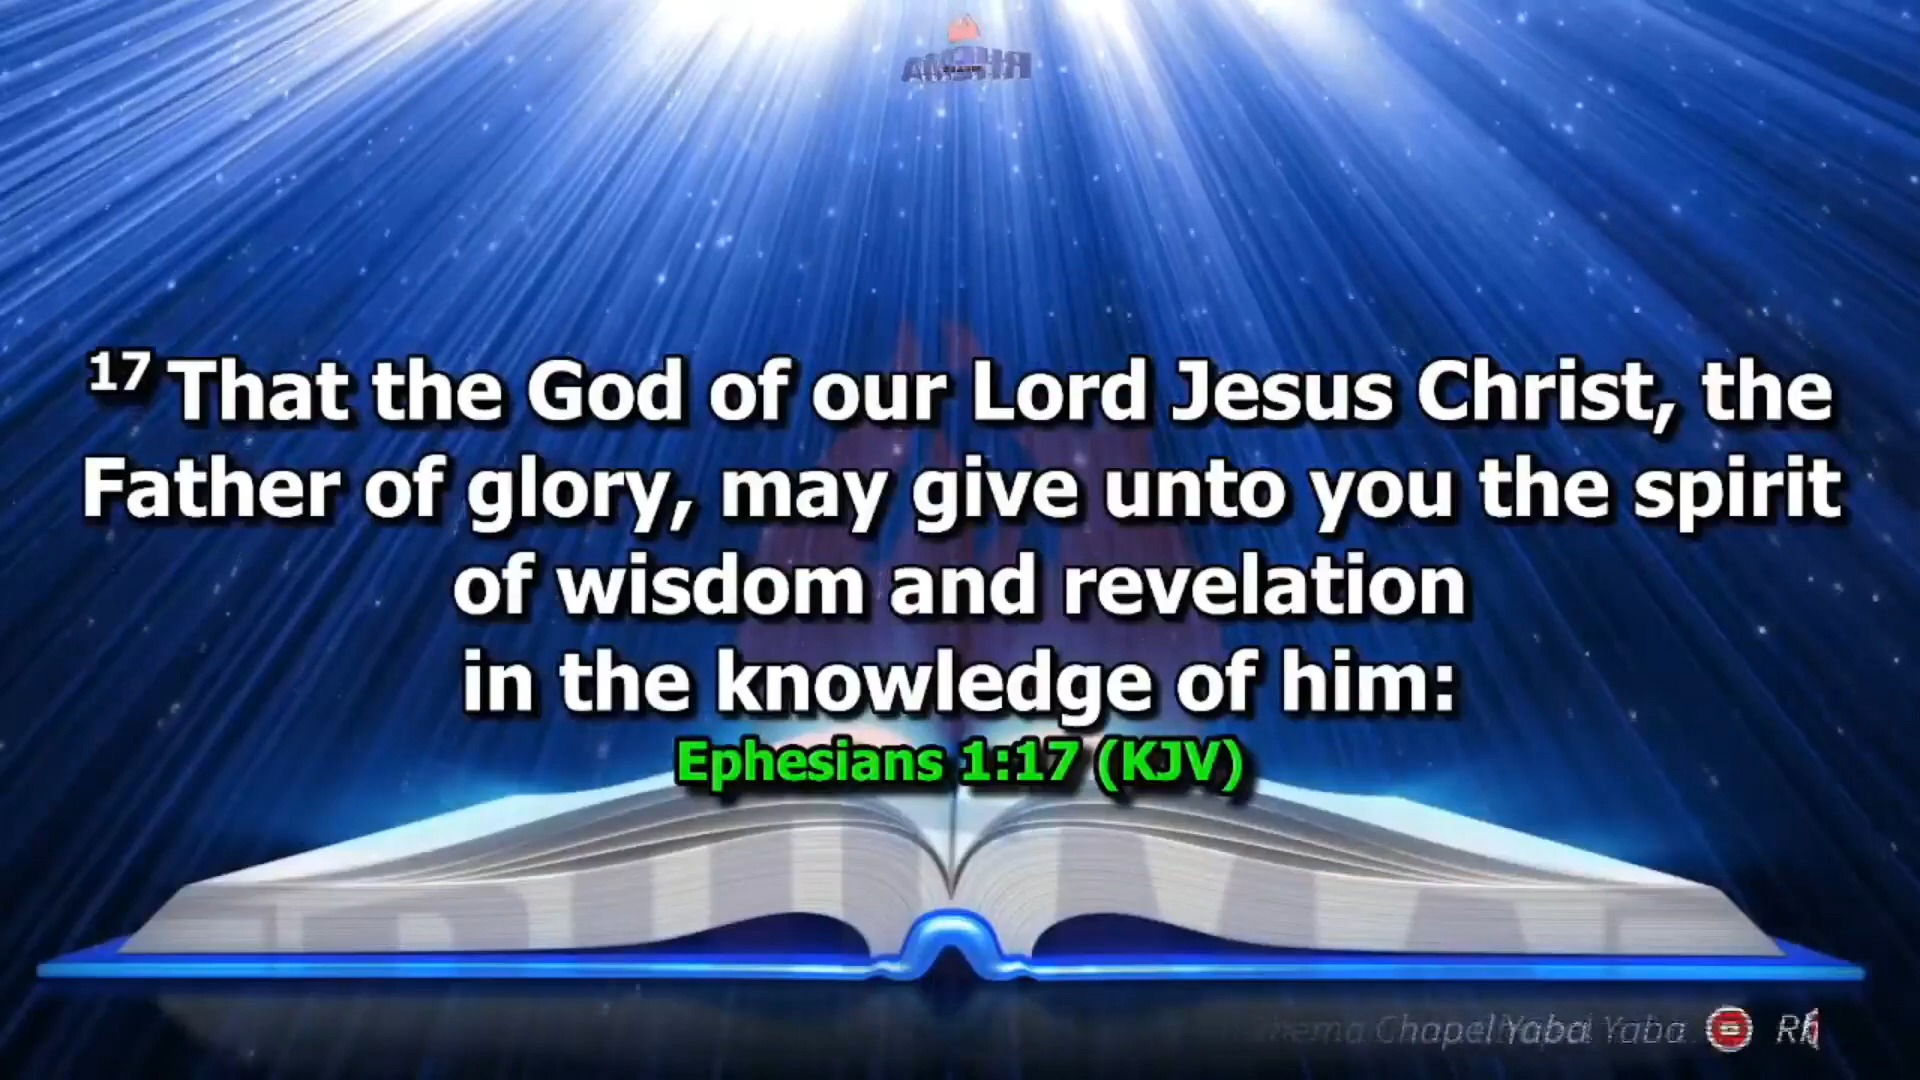 RHEMA
17 That the God of our Lord Jesus Christ, the
Father of glory, may give unto you the spirit
of wisdom and revelation
in the knowledge of him:
Ephesians 1:17 (KJV)
Chapel Yaba Yaba